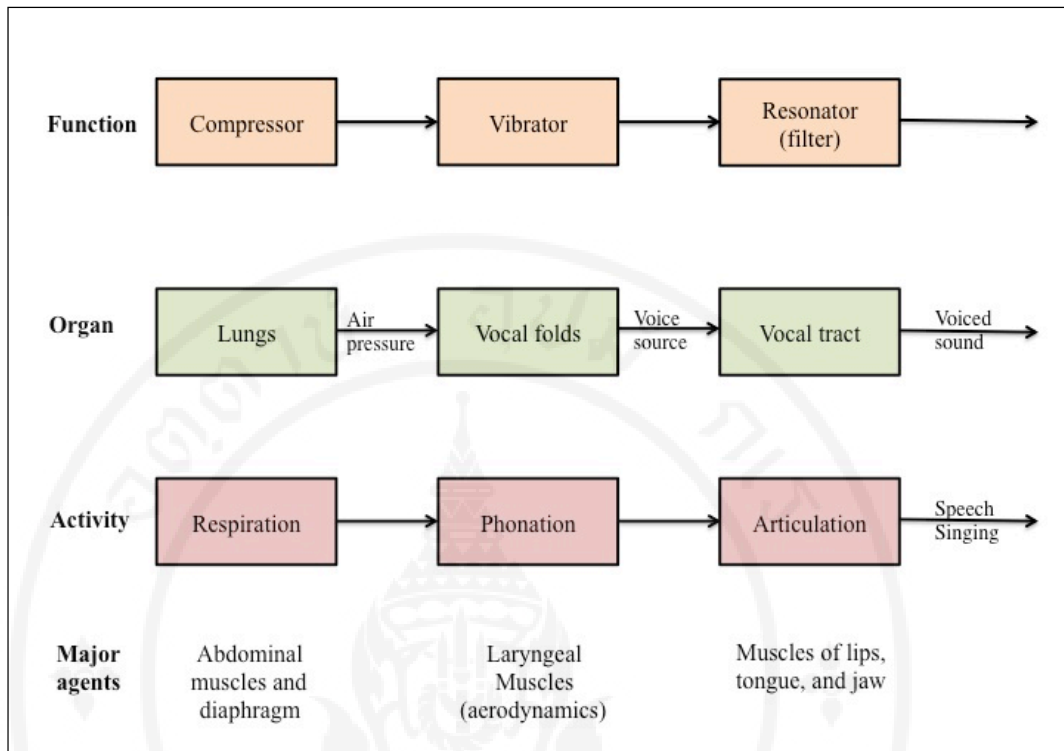 Function
Compressor
Vibrator
Resonator
(filter)
Organ
Lungs
Air
pressure
Vocal folds
Voice
source
Vocal tract
Voiced
sound
Activity
Respiration
Phonation
Articulation
Speech
Singing
Major
agents
Abdominal
muscles and
diaphragm
Laryngeal
Muscles
(aerodynamics)
Muscles of lips,
tongue, and jaw